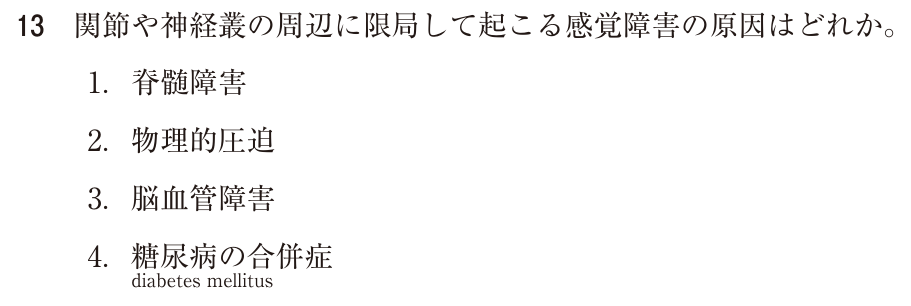 13 関節や神経叢の周辺に限局して起こる感覚障害の原因はどれか。
1. 脊髄障害
2. 物理的圧迫
3. 脳血管障害
4. 糖尿病の合併症
diabetes mellitus